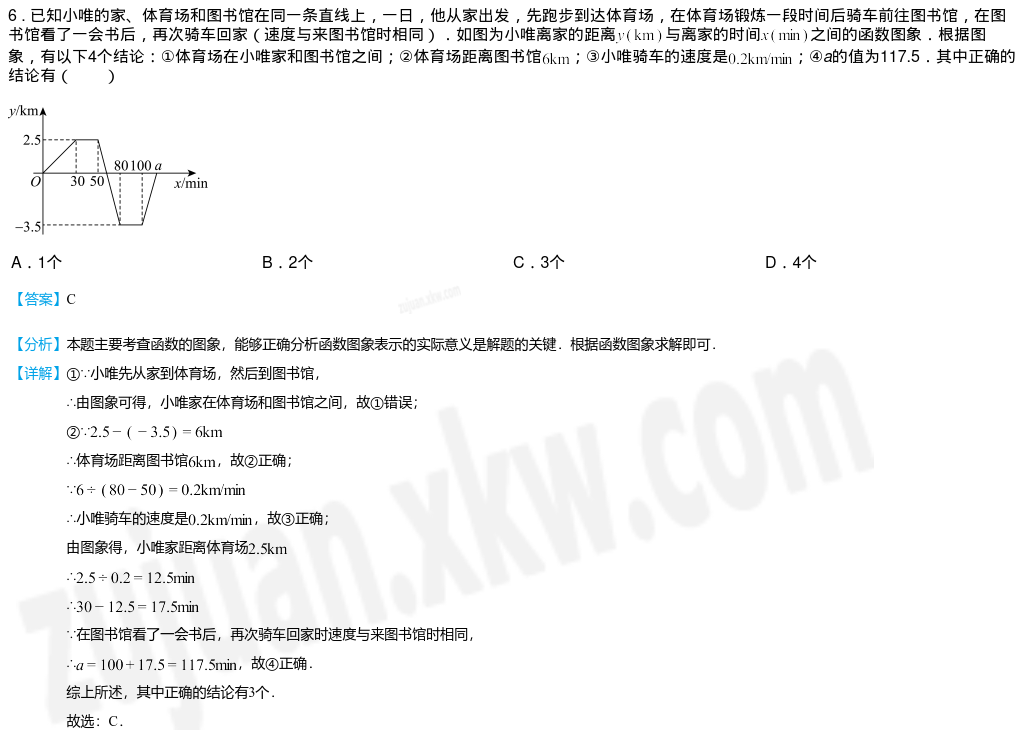 6．已知小唯的家、体育场和图书馆在同一条直线上，一日，他从家出发，先跑步到达体育场，在体育场锻炼一段时间后骑车前往图书馆，在图
书馆看了一会书后，再次骑车回家（速度与来图书馆时相同）．如图为小唯离家的距离y(km)与离家的时间x(min)之间的函数图象．根据图
象，有以下4个结论：①体育场在小唯家和图书馆之间；②体育场距离图书馆6km；③小唯骑车的速度是0.2km/min；④a的值为117.5．其中正确的
结论有（　　）
y/km
2.5
80 100 a
O 30 50 x/min
−3.5
A．1个 B．2个 C．3个 D．4个
【答案】C
zujuan.xkw.com
【分析】本题主要考查函数的图象，能够正确分析函数图象表示的实际意义是解题的关键．根据函数图象求解即可．
【详解】①∵小唯先从家到体育场，然后到图书馆，
∴由图象可得，小唯家在体育场和图书馆之间，故①错误；
②∵2.5−(−3.5)=6km
∴体育场距离图书馆6km，故②正确；
∵6÷(80−50)=0.2km/min
∴小唯骑车的速度是0.2km/min，故③正确；
由图象得，小唯家距离体育场2.5km
∴2.5÷0.2=12.5min
∴30−12.5=17.5min
∵在图书馆看了一会书后，再次骑车回家时速度与来图书馆时相同，
∴a=100+17.5=117.5min，故④正确．
综上所述，其中正确的结论有3个．
故选：C．
zujuan.xkw.com